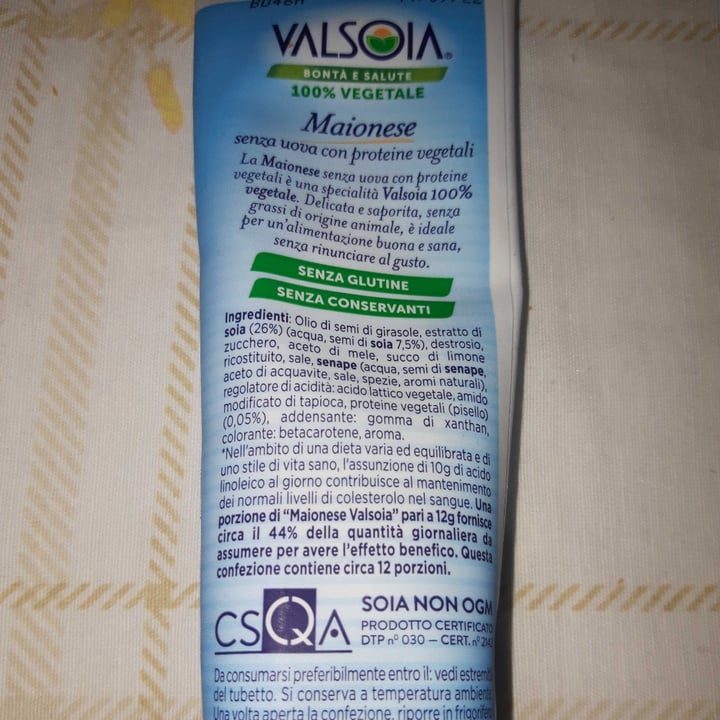 VALSOIA®
BONTÀ E SALUTE
100% VEGETALE
Maionese
senza uova con proteine vegetali
La Maionese senza uova con proteine
vegetali è una specialità Valsoia 100%
vegetale. Delicata e saporita, senza
grassi di origine animale, è ideale
per un'alimentazione buona e sana,
senza rinunciare al gusto.
SENZA GLUTINE
SENZA CONSERVANTI
Ingredienti: Olio di semi di girasole, estratto di
soia (26%) (acqua, semi di soia 7,5%), destrosio,
zucchero, aceto di mele, succo di limone
ricostituito, sale, senape (acqua, semi di senape,
aceto di acquavite, sale, spezie, aromi naturali),
regolatore di acidità: acido lattico vegetale, amido
modificato di tapioca, proteine vegetali (pisello)
(0,05%), addensante: gomma di xanthan,
colorante: betacarotene, aroma.
*Nell'ambito di una dieta varia ed equilibrata e di
uno stile di vita sano, l'assunzione di 10g di acido
linoleico al giorno contribuisce al mantenimento
dei normali livelli di colesterolo nel sangue. Una
porzione di "Maionese Valsoia" pari a 12g fornisce
circa il 44% della quantità giornaliera da
assumere per avere l'effetto benefico. Questa
confezione contiene circa 12 porzioni.
CSQA
SOIA NON OGM
PRODOTTO CERTIFICATO
DTP n° 030 – CERT. n°
Da consumarsi preferibilmente entro il: vedi estremità
del tubetto. Si conserva a temperatura ambiente.
Una volta aperta la confezione, riporre in frigorifero